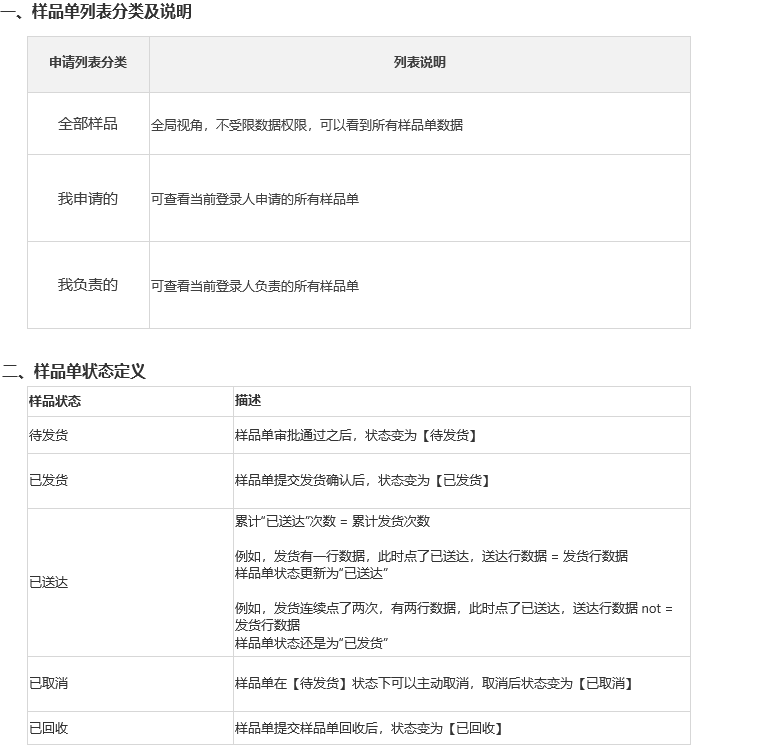 一、样品单列表分类及说明
申请列表分类
列表说明
全部样品
全局视角，不受限数据权限，可以看到所有样品单数据
我申请的
可查看当前登录人申请的所有样品单
我负责的
可查看当前登录人负责的所有样品单
二、样品单状态定义
样品状态
描述
待发货
样品单审批通过之后，状态变为【待发货】
已发货
样品单提交发货确认后，状态变为【已发货】
已送达
累计“已送达”次数 = 累计发货次数
例如，发货有一行数据，此时点了已送达，送达行数据 = 发货行数据
样品单状态更新为“已送达”
例如，发货连续点了两次，有两行数据，此时点了已送达，送达行数据 not =
发货行数据
样品单状态还是为“已发货”
已取消
样品单在【待发货】状态下可以主动取消，取消后状态变为【已取消】
已回收
样品单提交样品单回收后，状态变为【已回收】